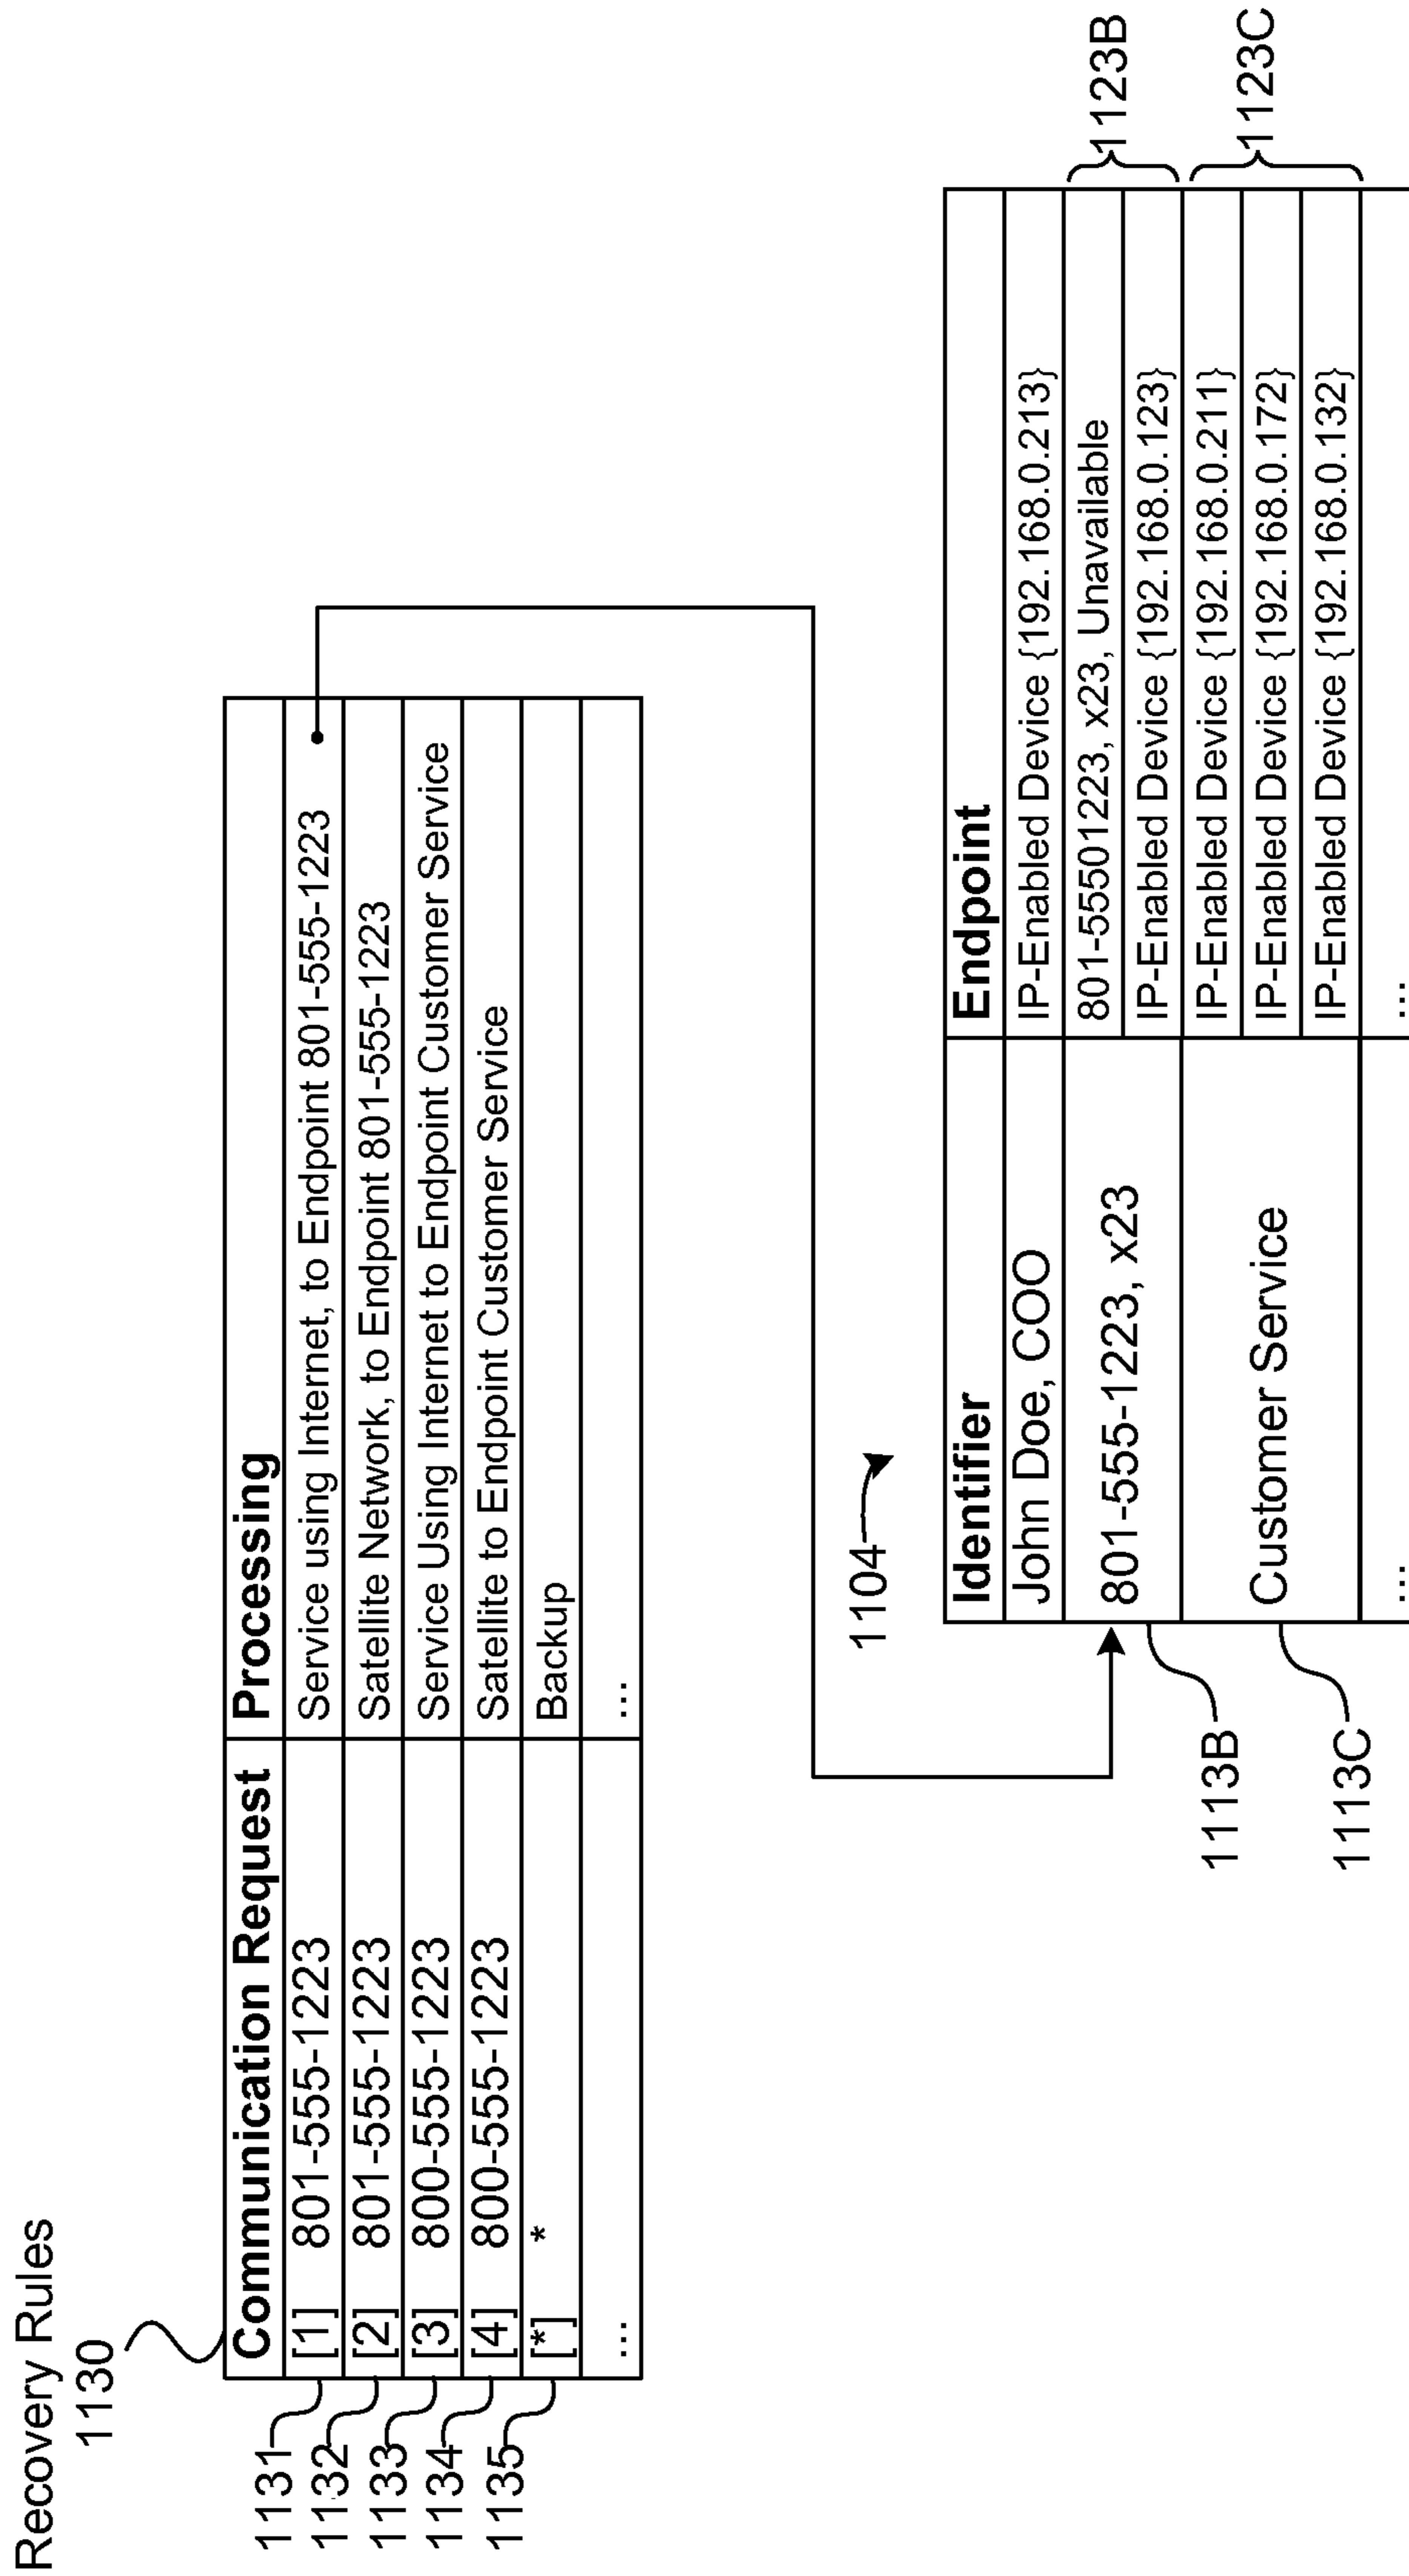 Recovery Rules
1130
Communication Request Processing
1131 [1] 801-555-1223 Service using Internet, to Endpoint 801-555-1223
1132 [2] 801-555-1223 Satellite Network, to Endpoint 801-555-1223
1133 [3] 800-555-1223 Service Using Internet to Endpoint Customer Service
1134 [4] 800-555-1223 Satellite to Endpoint Customer Service
1135 [*] * Backup
... ...
1104
Identifier Endpoint
John Doe, COO IP-Enabled Device {192.168.0.213}
801-555-1223, x23 801-55501223, x23, Unavailable
IP-Enabled Device {192.168.0.123}
1123B
1113B
Customer Service IP-Enabled Device {192.168.0.211}
IP-Enabled Device {192.168.0.172}
IP-Enabled Device {192.168.0.132}
1123C
1113C
... ...